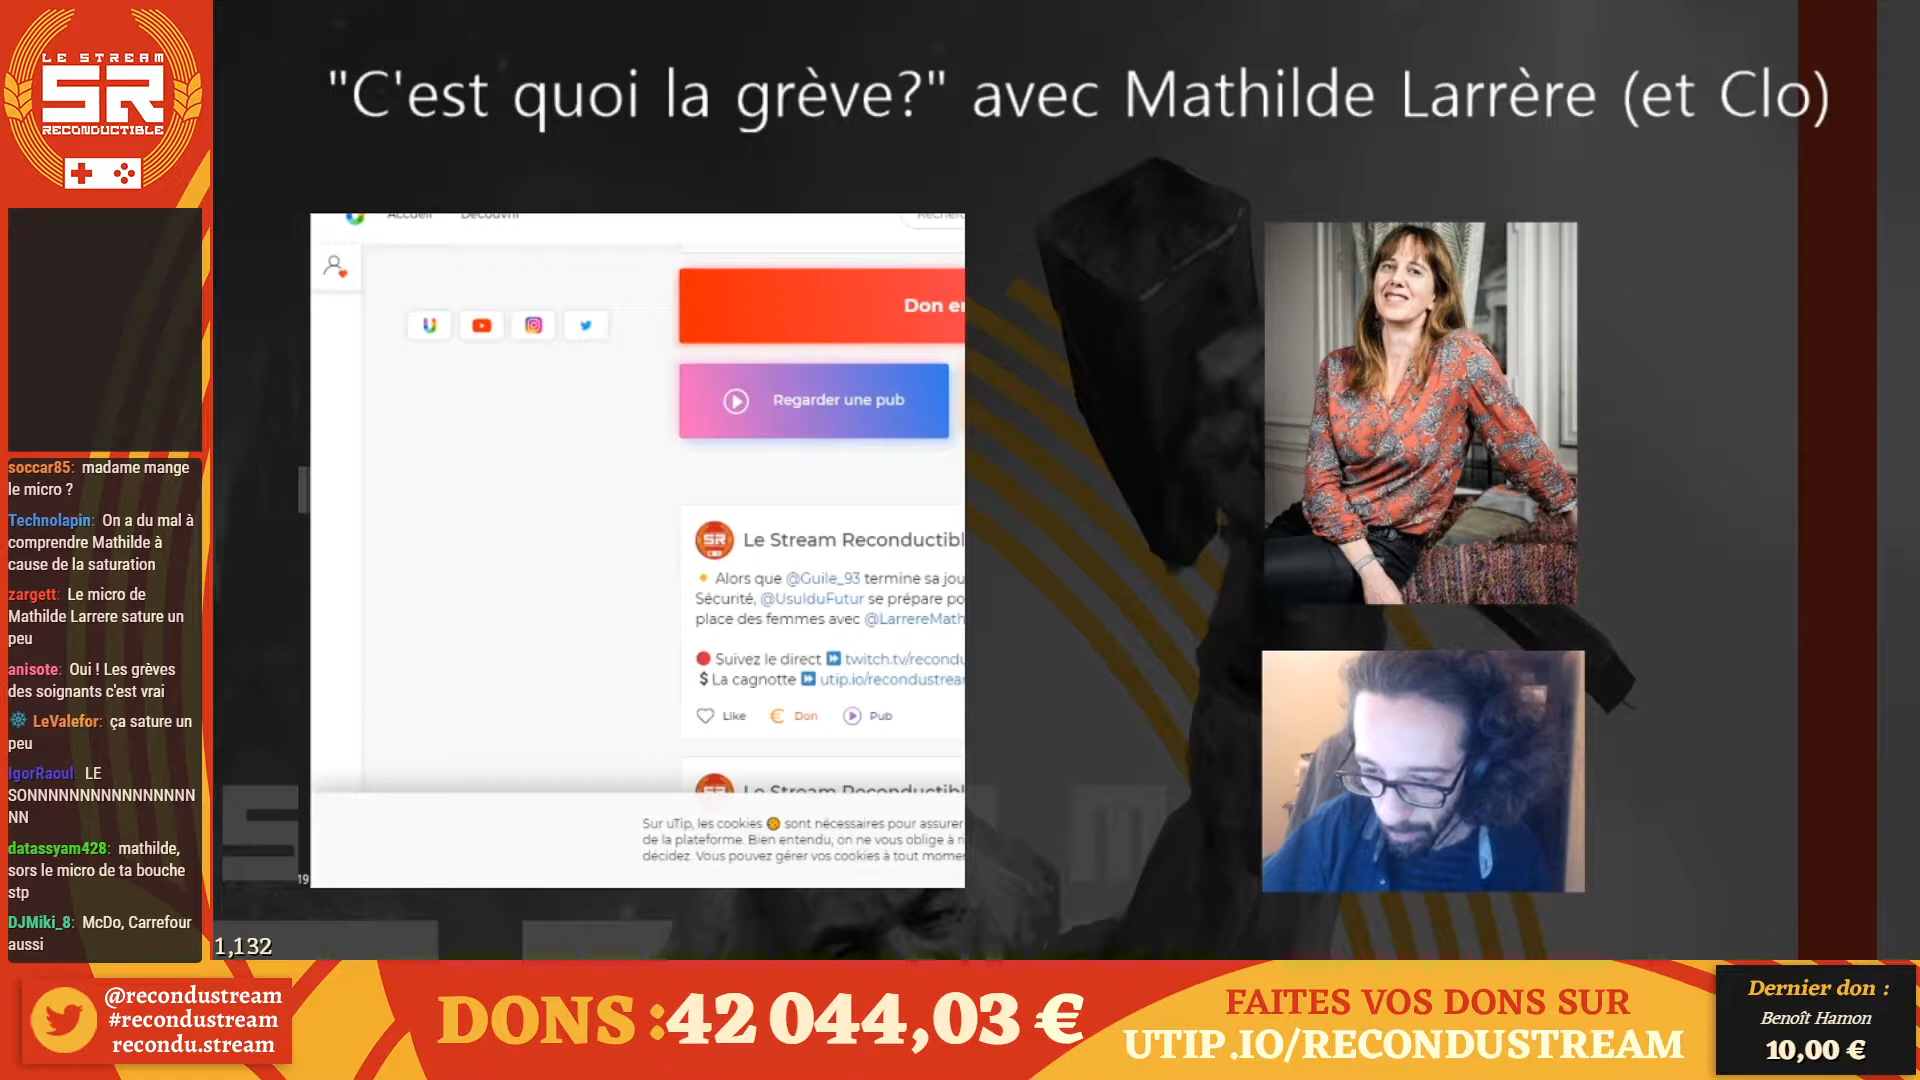 LE STREAM
SR
RECONDUCTIBLE
"C'est quoi la grève?" avec Mathilde Larrère (et Clo)
Accueil Découvrir
Recherc
Don e
Regarder une pub
Le Stream Reconductibl
Alors que @Guile_93 termine sa jou
Sécurité, @UsulduFutur se prépare po
place des femmes avec @LarrereMath
Suivez le direct twitch.tv/recondu
$ La cagnotte utip.io/recondustrea
Like Don Pub
SR Le Stream Reconductibl
Sur uTip, les cookies sont nécessaires pour assurer
de la plateforme. Bien entendu, on ne vous oblige à r
décidez. Vous pouvez gérer vos cookies à tout mome
soccar85: madame mange
le micro ?
Technolapin: On a du mal à
comprendre Mathilde à
cause de la saturation
zargett: Le micro de
Mathilde Larrere sature un
peu
anisote: Oui ! Les grèves
des soignants c'est vrai
LeValefor: ça sature un
peu
IgorRaoul: LE
SONNNNNNNNNNNNNNNN
NN
datassyam428: mathilde,
sors le micro de ta bouche
stp
DJMiki_8: McDo, Carrefour
aussi
19
1,132
@recondustream
#recondustream
recondu.stream
DONS :42 044,03 €
FAITES VOS DONS SUR
UTIP.IO/RECONDUSTREAM
Dernier don :
Benoît Hamon
10,00 €